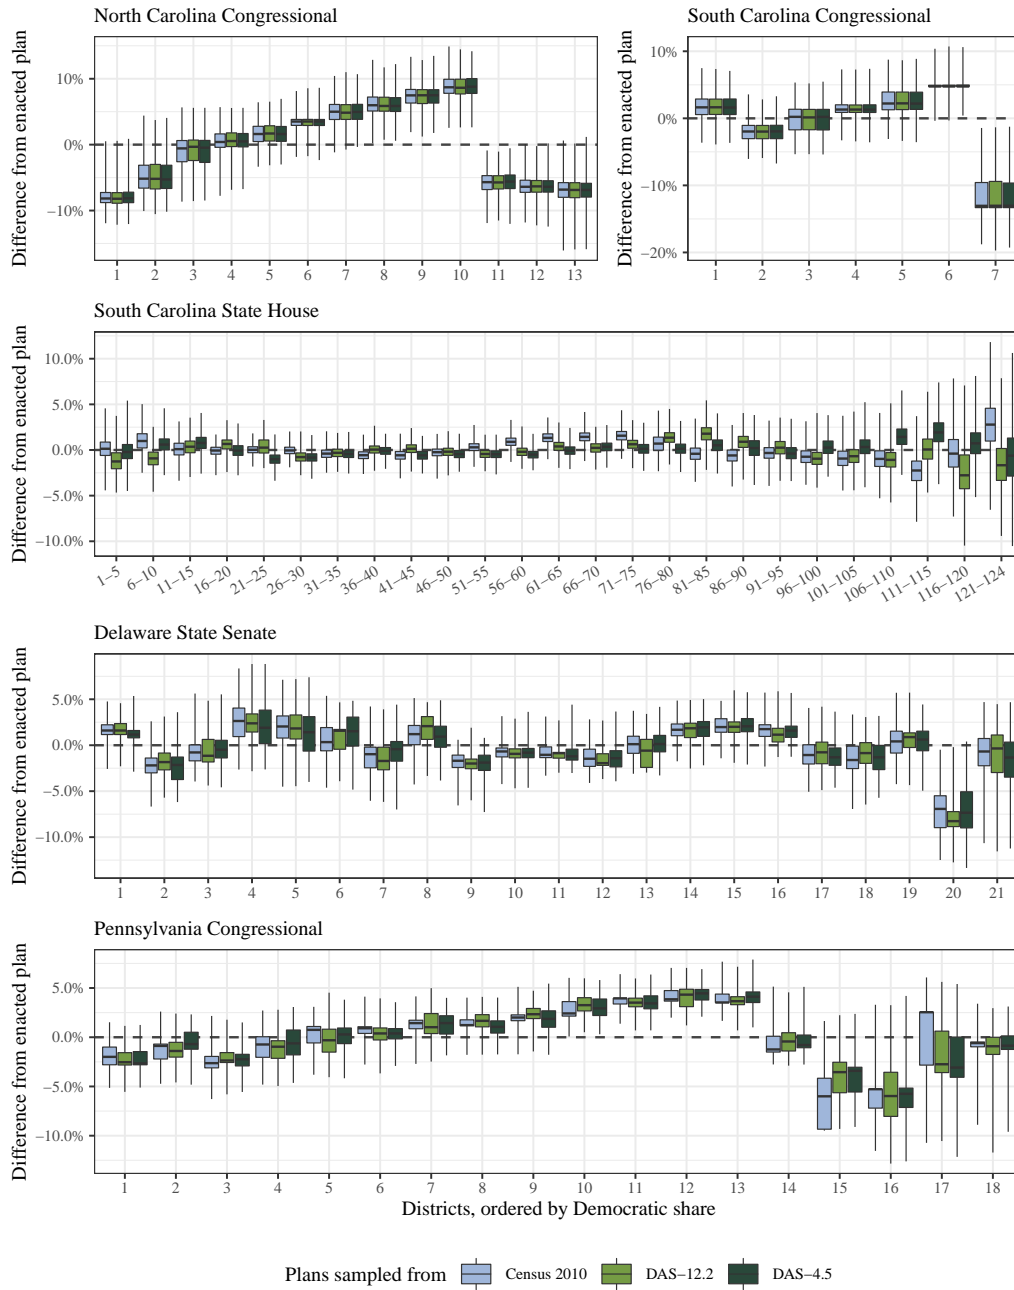 North Carolina Congressional
Difference from enacted plan
10%
0%
−10%
1 2 3 4 5 6 7 8 9 10 11 12 13
South Carolina Congressional
Difference from enacted plan
10%
0%
−10%
−20%
1 2 3 4 5 6 7
South Carolina State House
Difference from enacted plan
10.0%
5.0%
0.0%
−5.0%
−10.0%
1−5 6−10 11−15 16−20 21−25 26−30 31−35 36−40 41−45 46−50 51−55 56−60 61−65 66−70 71−75 76−80 81−85 86−90 91−95 96−100 101−105 106−110 111−115 116−120 121−124
Delaware State Senate
Difference from enacted plan
5.0%
0.0%
−5.0%
−10.0%
1 2 3 4 5 6 7 8 9 10 11 12 13 14 15 16 17 18 19 20 21
Pennsylvania Congressional
Difference from enacted plan
5.0%
0.0%
−5.0%
−10.0%
1 2 3 4 5 6 7 8 9 10 11 12 13 14 15 16 17 18
Districts, ordered by Democratic share
Plans sampled from Census 2010 DAS−12.2 DAS−4.5